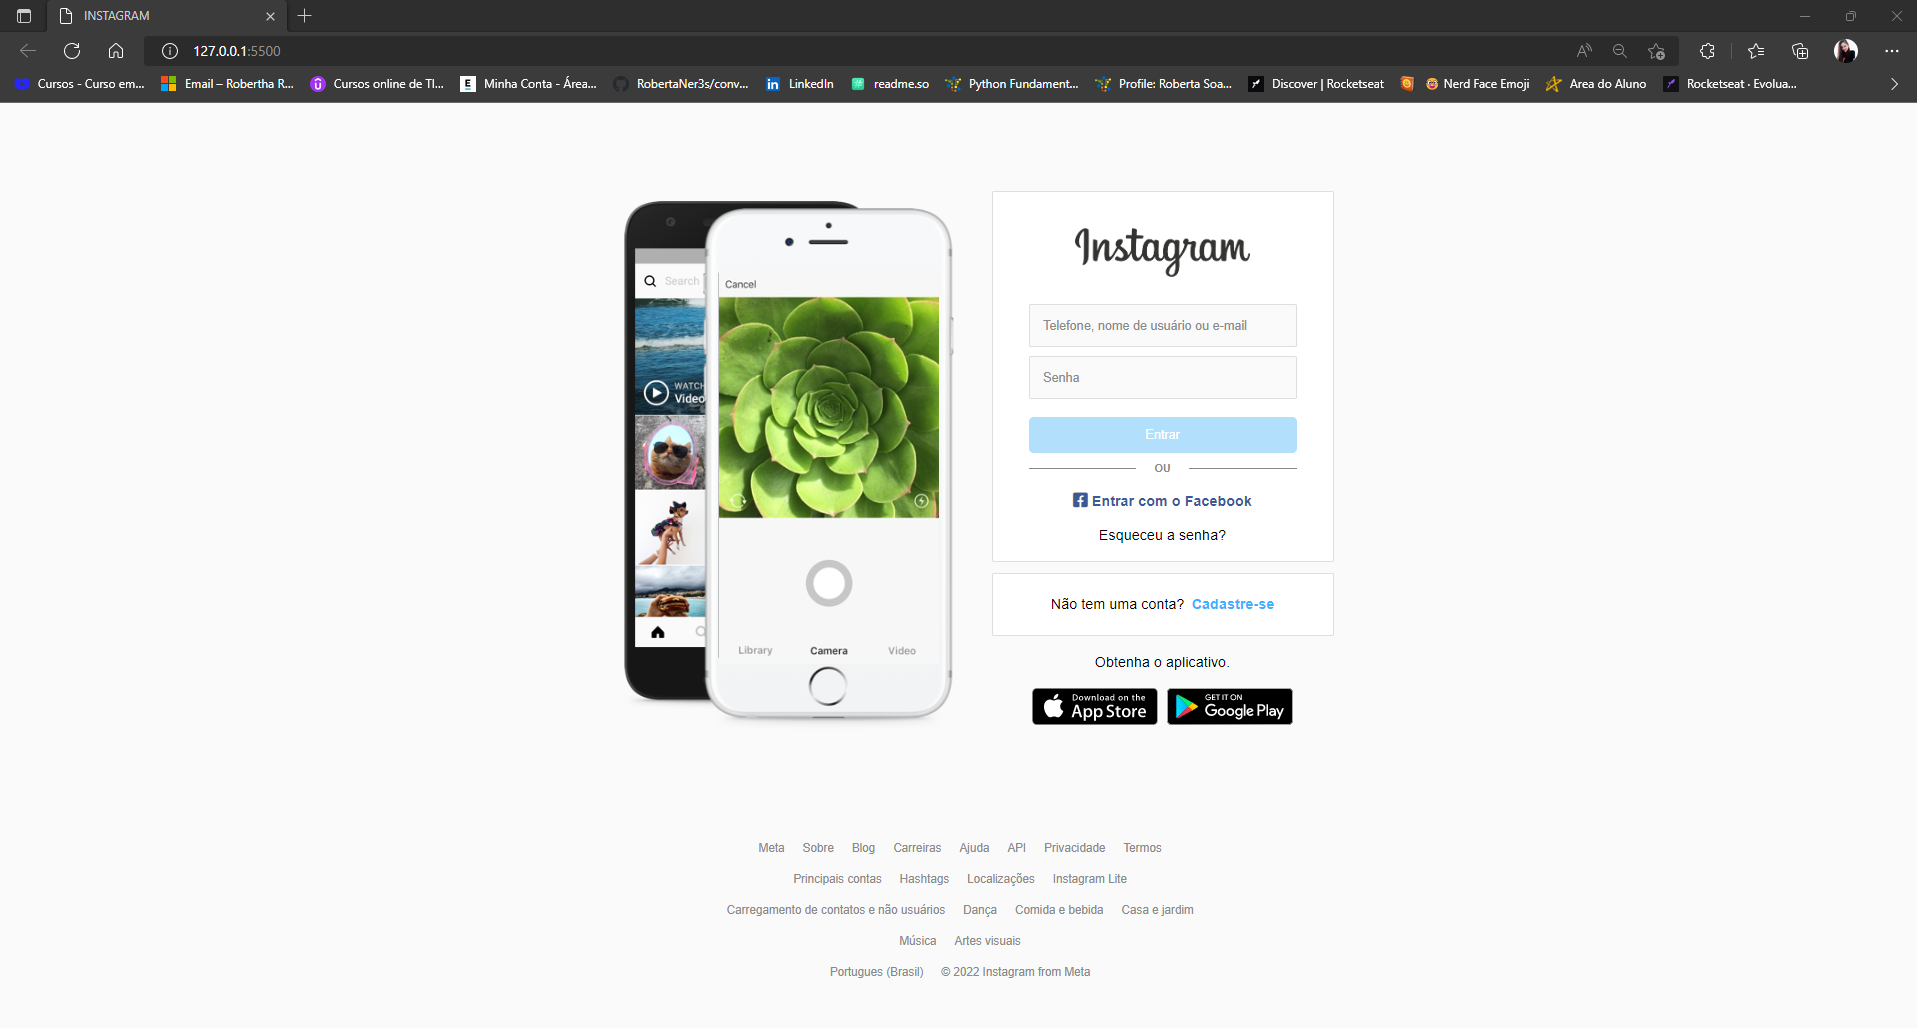 INSTAGRAM
127.0.0.1:5500
Cursos - Curso em...
Email – Robertha R...
Cursos online de TI...
Minha Conta - Área...
RobertaNer3s/conv...
LinkedIn
readme.so
Python Fundament...
Profile: Roberta Soa...
Discover | Rocketseat
Nerd Face Emoji
Area do Aluno
Rocketseat · Evolua...
Search
WATCH
Video
Cancel
Library
Camera
Video
Instagram
Telefone, nome de usuário ou e-mail
Senha
Entrar
OU
Entrar com o Facebook
Esqueceu a senha?
Não tem uma conta? Cadastre-se
Obtenha o aplicativo.
Download on the
App Store
GET IT ON
Google Play
Meta Sobre Blog Carreiras Ajuda API Privacidade Termos
Principais contas Hashtags Localizações Instagram Lite
Carregamento de contatos e não usuários Dança Comida e bebida Casa e jardim
Música Artes visuais
Portugues (Brasil) © 2022 Instagram from Meta